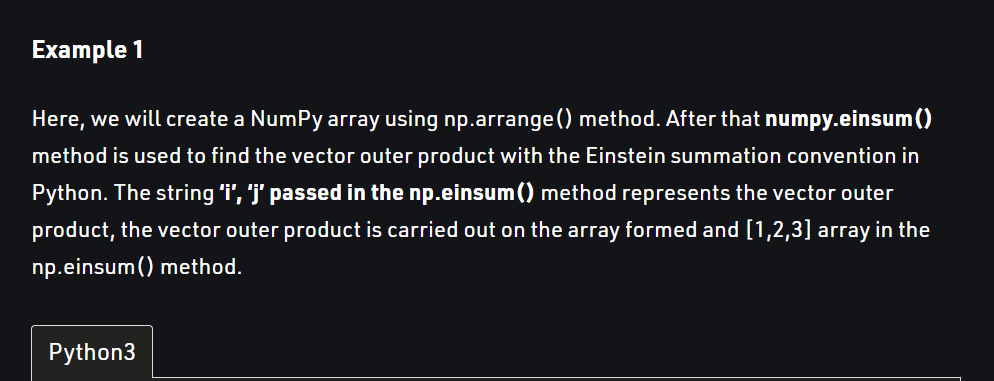 Example 1
Here, we will create a NumPy array using np.arrange() method. After that numpy.einsum()
method is used to find the vector outer product with the Einstein summation convention in
Python. The string ‘i’, ‘j’ passed in the np.einsum() method represents the vector outer
product, the vector outer product is carried out on the array formed and [1,2,3] array in the
np.einsum() method.
Python3